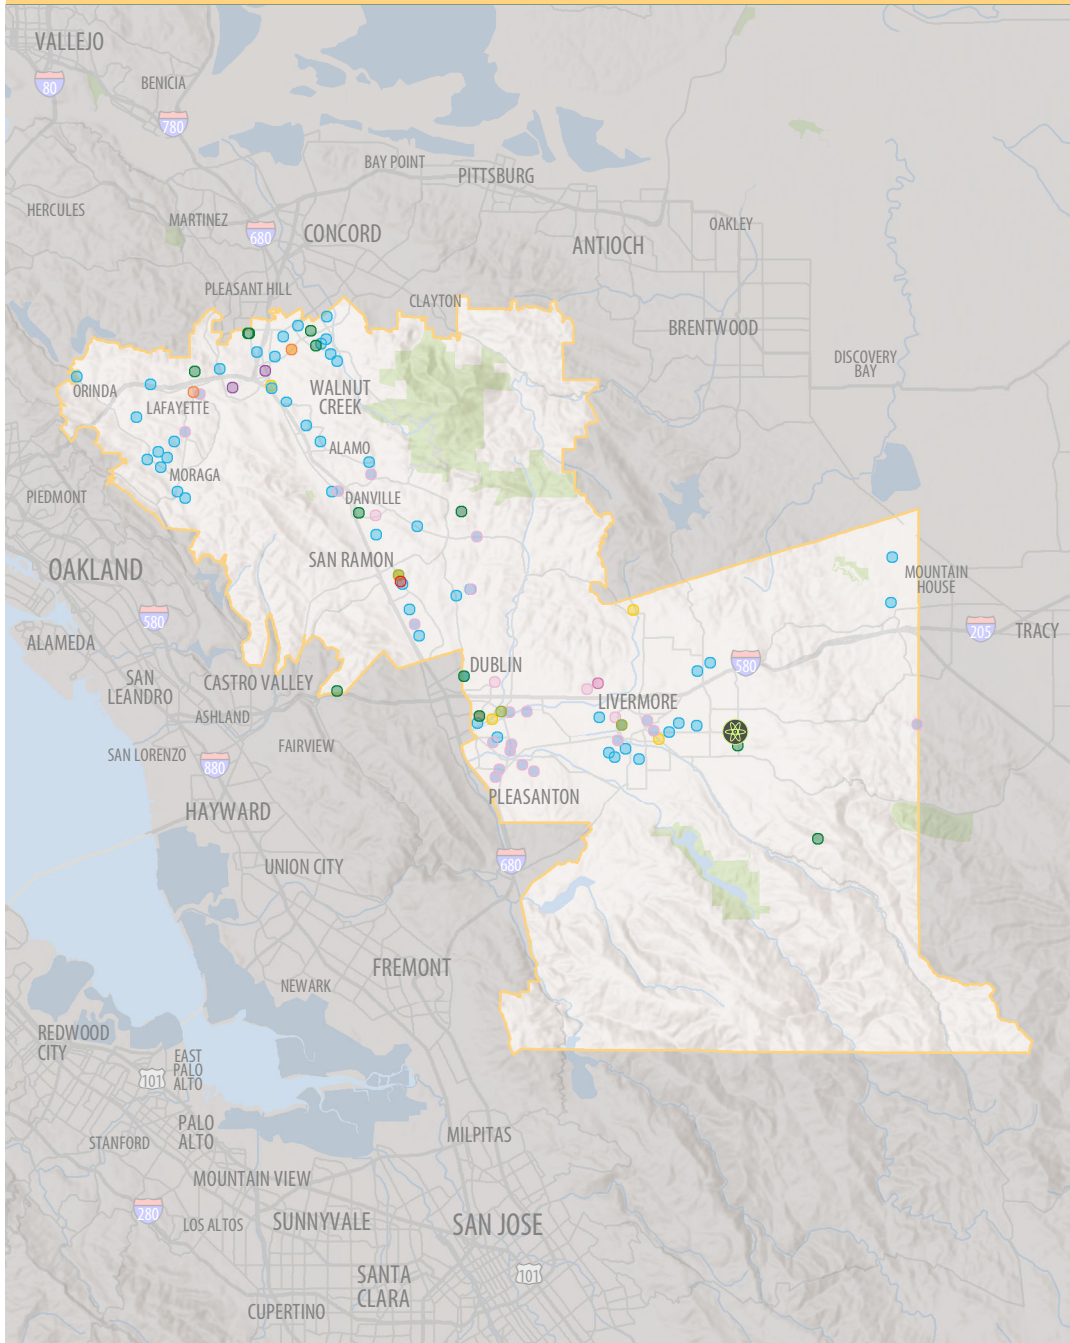 VALLEJO
80
BENICIA
780
BAY POINT
PITTSBURG
HERCULES
MARTINEZ
680
CONCORD
ANTIOCH
OAKLEY
PLEASANT HILL
CLAYTON
BRENTWOOD
DISCOVERY
BAY
ORINDA
LAFAYETTE
WALNUT
CREEK
ALAMO
MORAGA
PIEDMONT
DANVILLE
OAKLAND
SAN RAMON
MOUNTAIN
HOUSE
580
205
TRACY
ALAMEDA
SAN
LEANDRO
CASTRO VALLEY
DUBLIN
580
ASHLAND
LIVERMORE
SAN LORENZO
FAIRVIEW
880
HAYWARD
PLEASANTON
UNION CITY
680
FREMONT
NEWARK
REDWOOD
CITY
EAST
PALO
ALTO
101
PALO
ALTO
STANFORD
MILPITAS
MOUNTAIN VIEW
280
LOS ALTOS
SUNNYVALE
SAN JOSE
SANTA
CLARA
101
CUPERTINO